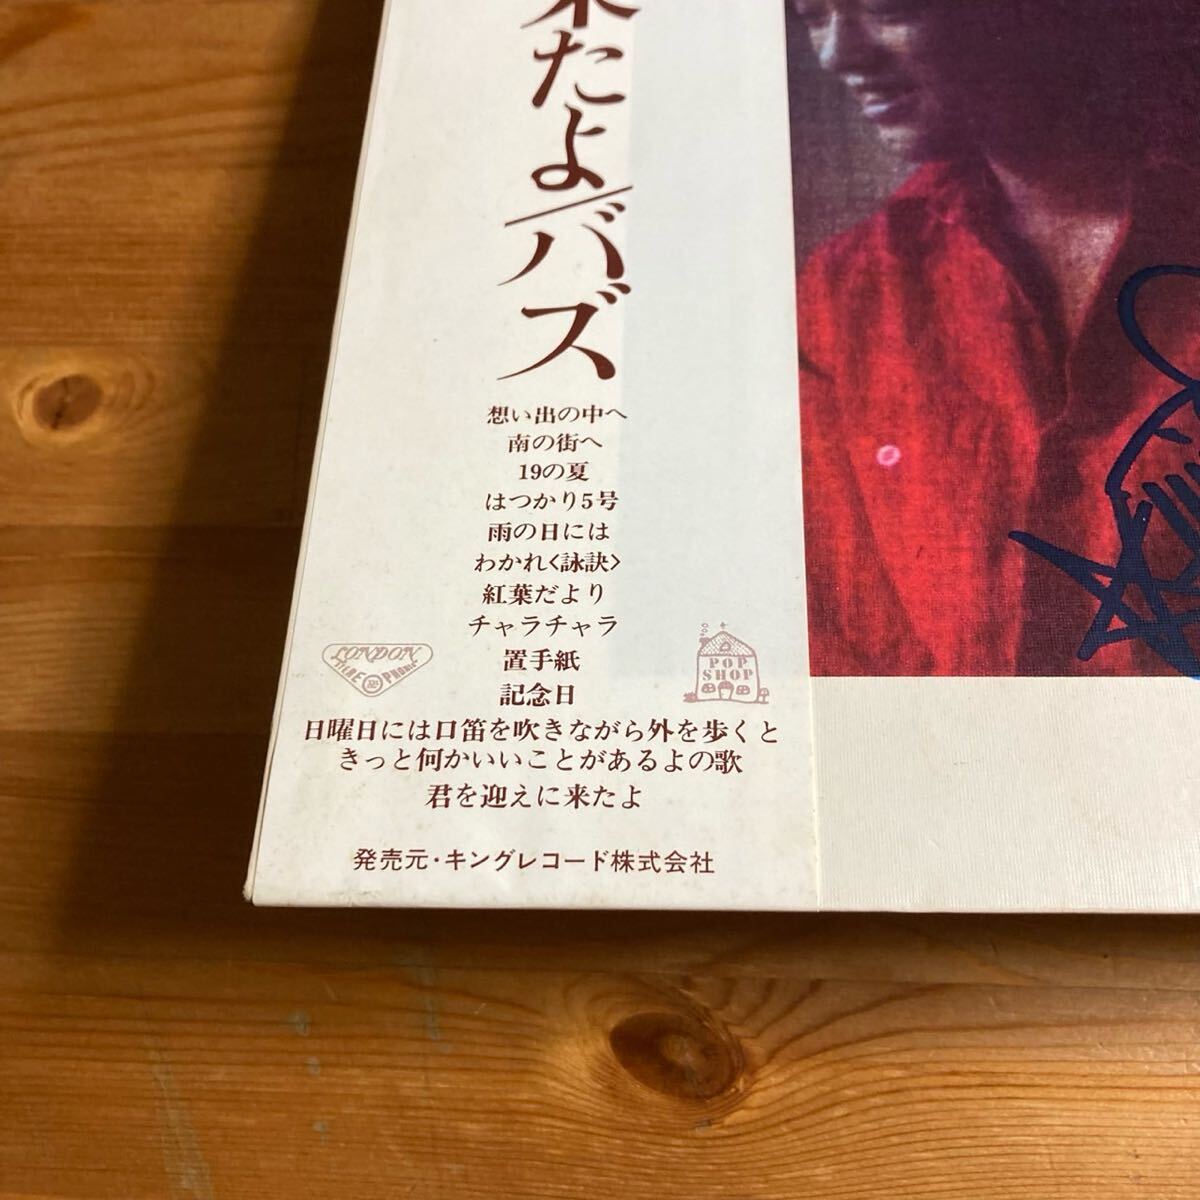 来たよ/バズ
想い出の中へ
南の街へ
19の夏
はつかり5号
雨の日には
わかれ<詠訣>
紅葉だより
チャラチャラ
置手紙
記念日
日曜日には口笛を吹きながら外を歩くと
きっと何かいいことがあるよの歌
君を迎えに来たよ
LONDON
STEREO PHONIC
POP
SHOP
発売元・キングレコード株式会社